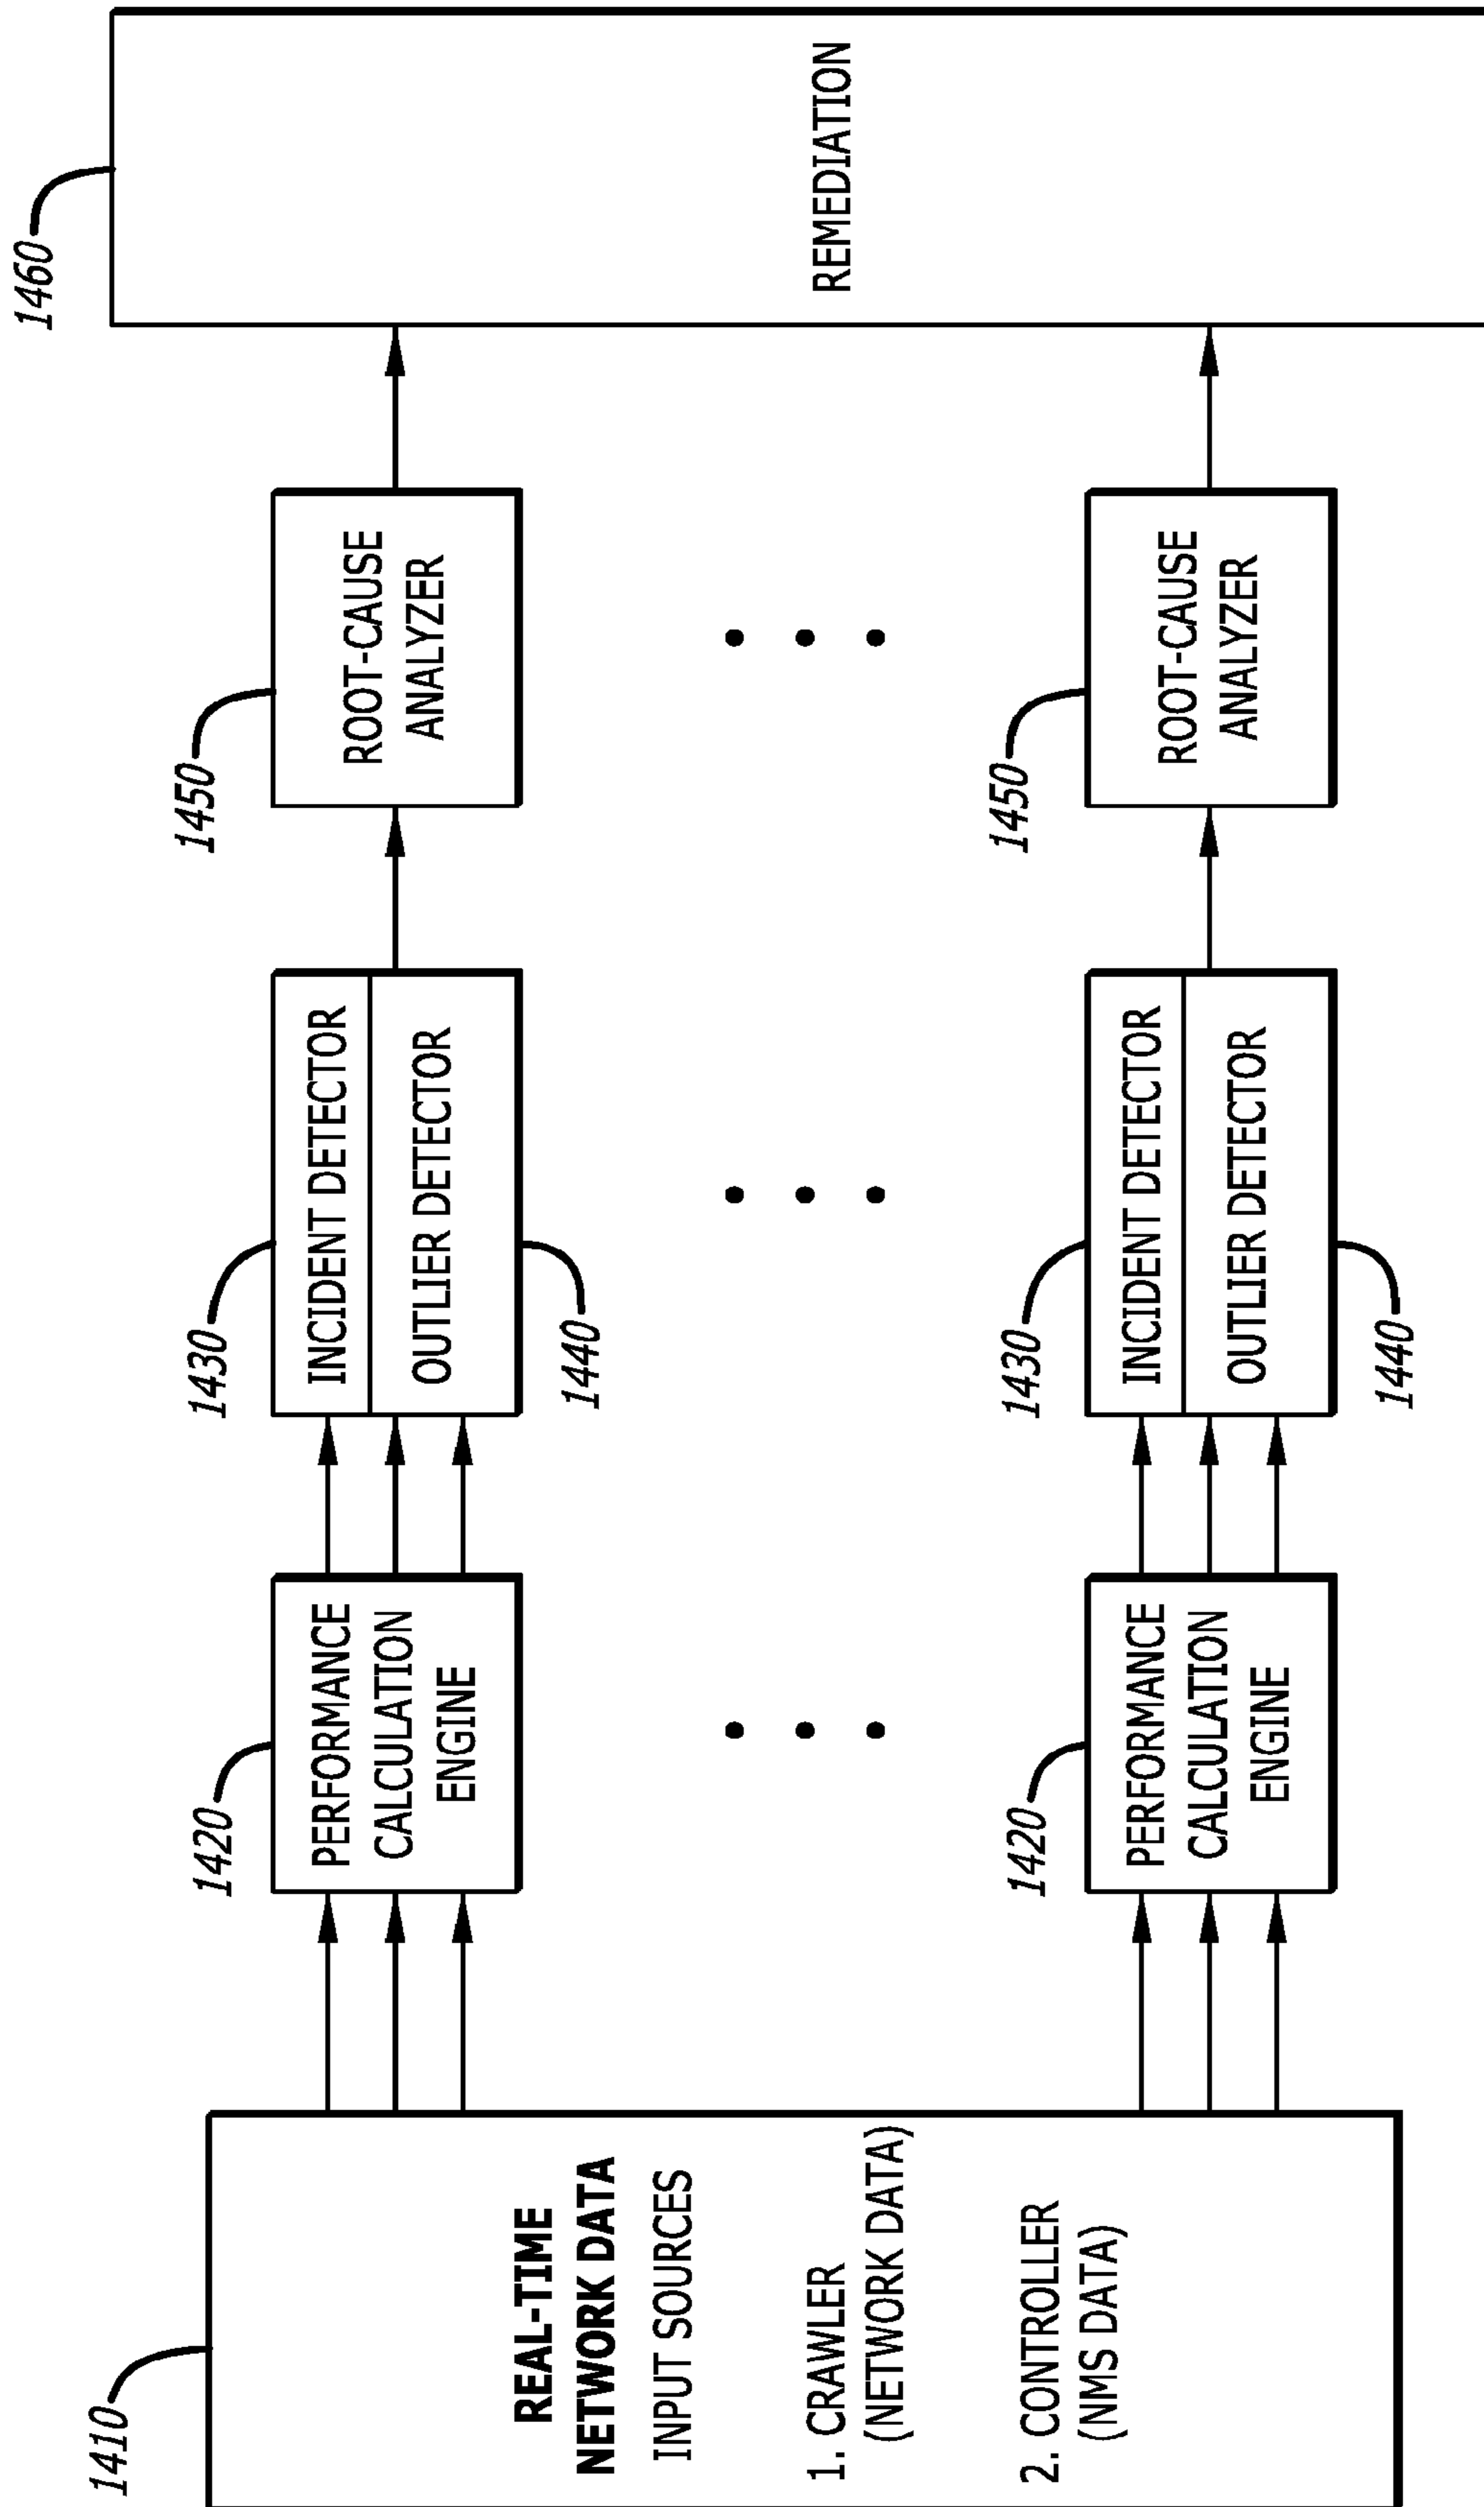 1410
REAL-TIME
NETWORK DATA
INPUT SOURCES
1. CRAWLER
(NETWORK DATA)
2. CONTROLLER
(NMS DATA)
1420
PERFORMANCE
CALCULATION
ENGINE
1430
INCIDENT DETECTOR
OUTLIER DETECTOR
1440
1450
ROOT-CAUSE
ANALYZER
1420
PERFORMANCE
CALCULATION
ENGINE
1430
INCIDENT DETECTOR
OUTLIER DETECTOR
1440
1450
ROOT-CAUSE
ANALYZER
1460
REMEDIATION